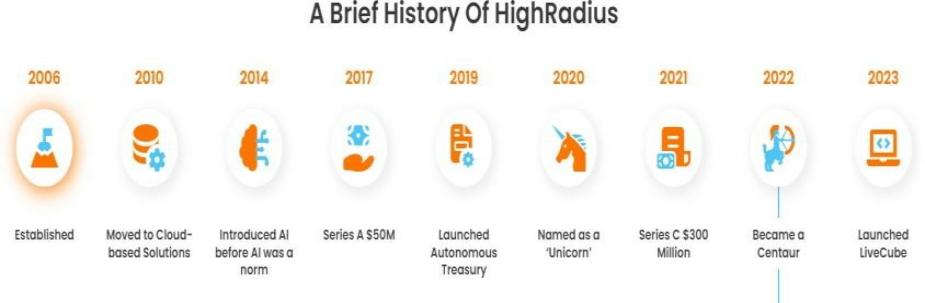 A Brief History Of HighRadius
2006
2010
2014
2017
2019
2020
2021
2022
2023
Established
Moved to Cloud-
based Solutions
Introduced AI
before AI was a
norm
Series A $50M
Launched
Autonomous
Treasury
Named as a
‘Unicorn’
Series C $300
Million
Became a
Centaur
Launched
LiveCube